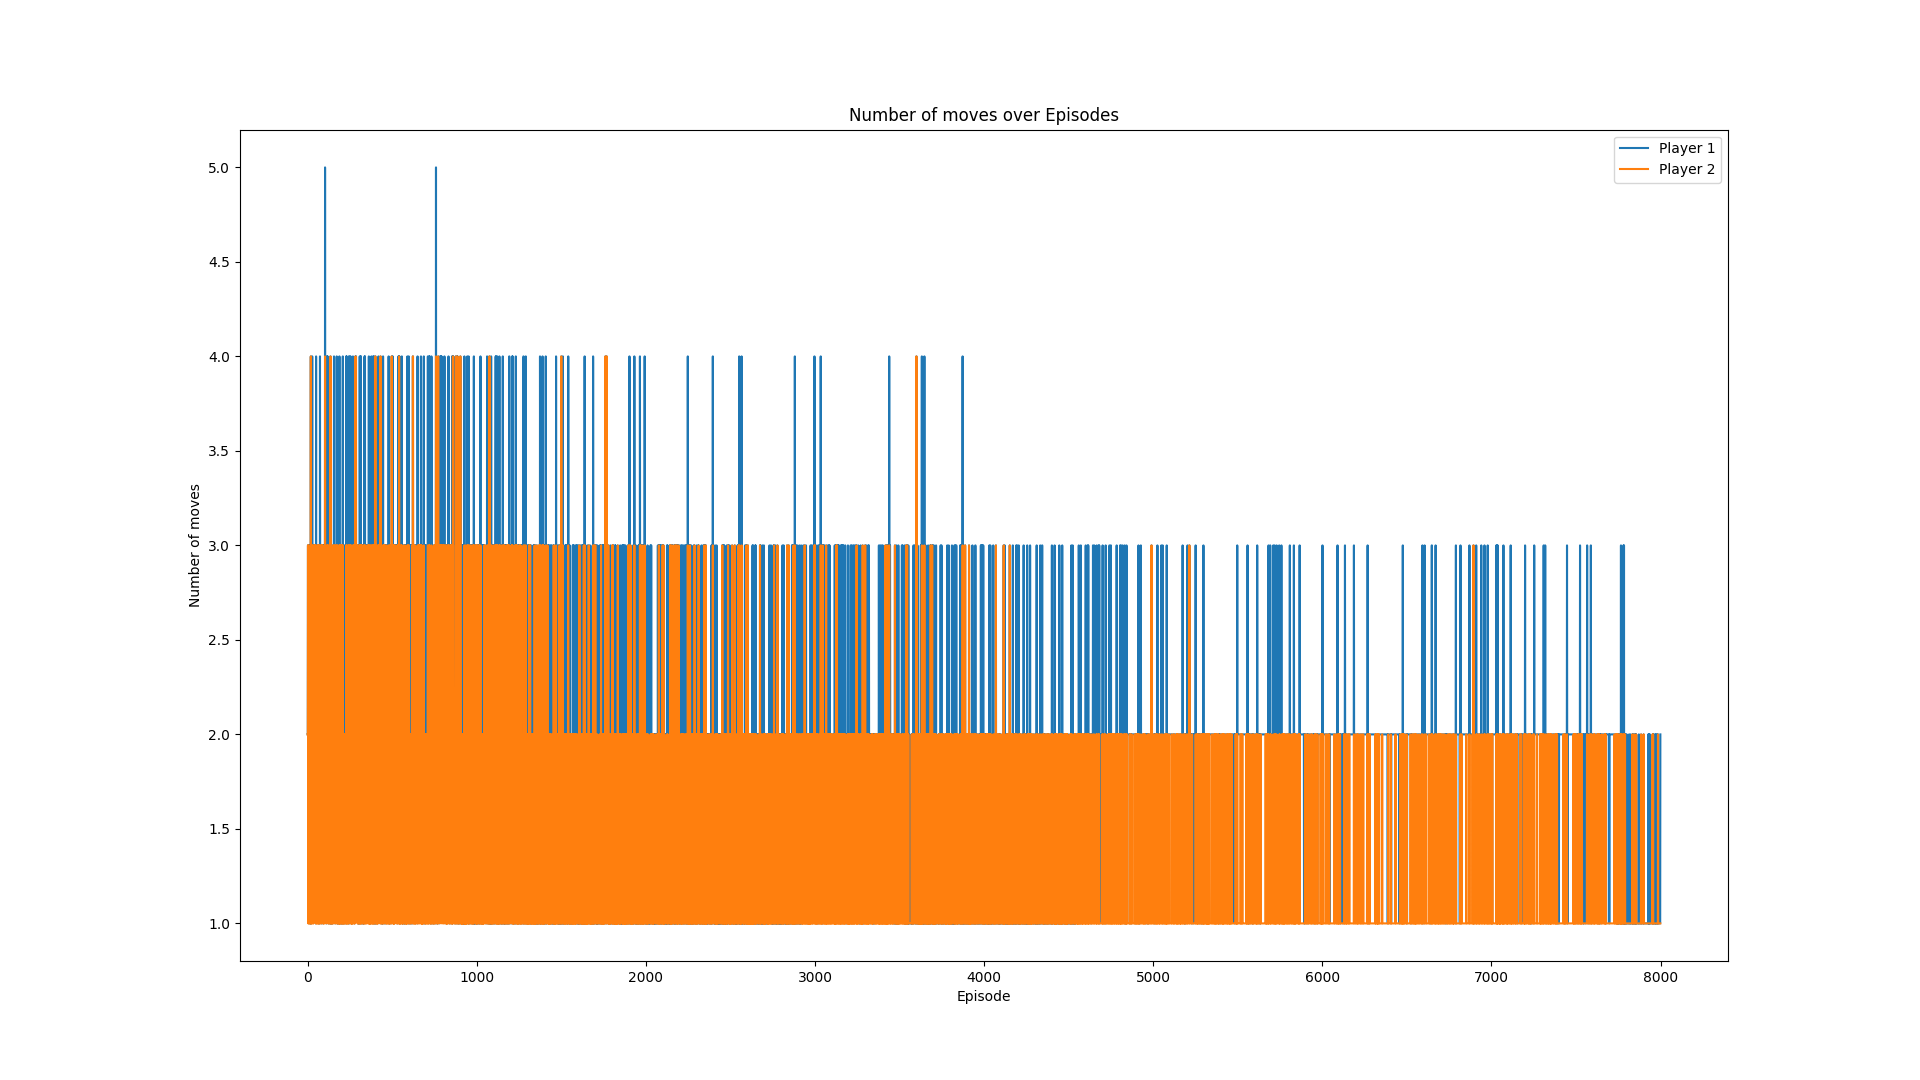 Number of moves over Episodes
Player 1
Player 2
Number of moves
5.0
4.5
4.0
3.5
3.0
2.5
2.0
1.5
1.0
0 1000 2000 3000 4000 5000 6000 7000 8000
Episode